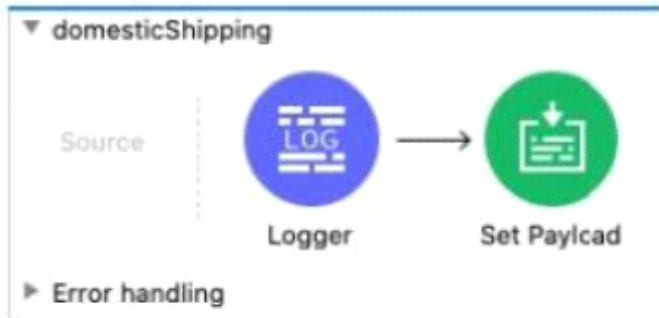 domesticShipping
Source
LOG
Logger
Set Paylcad
Error handling